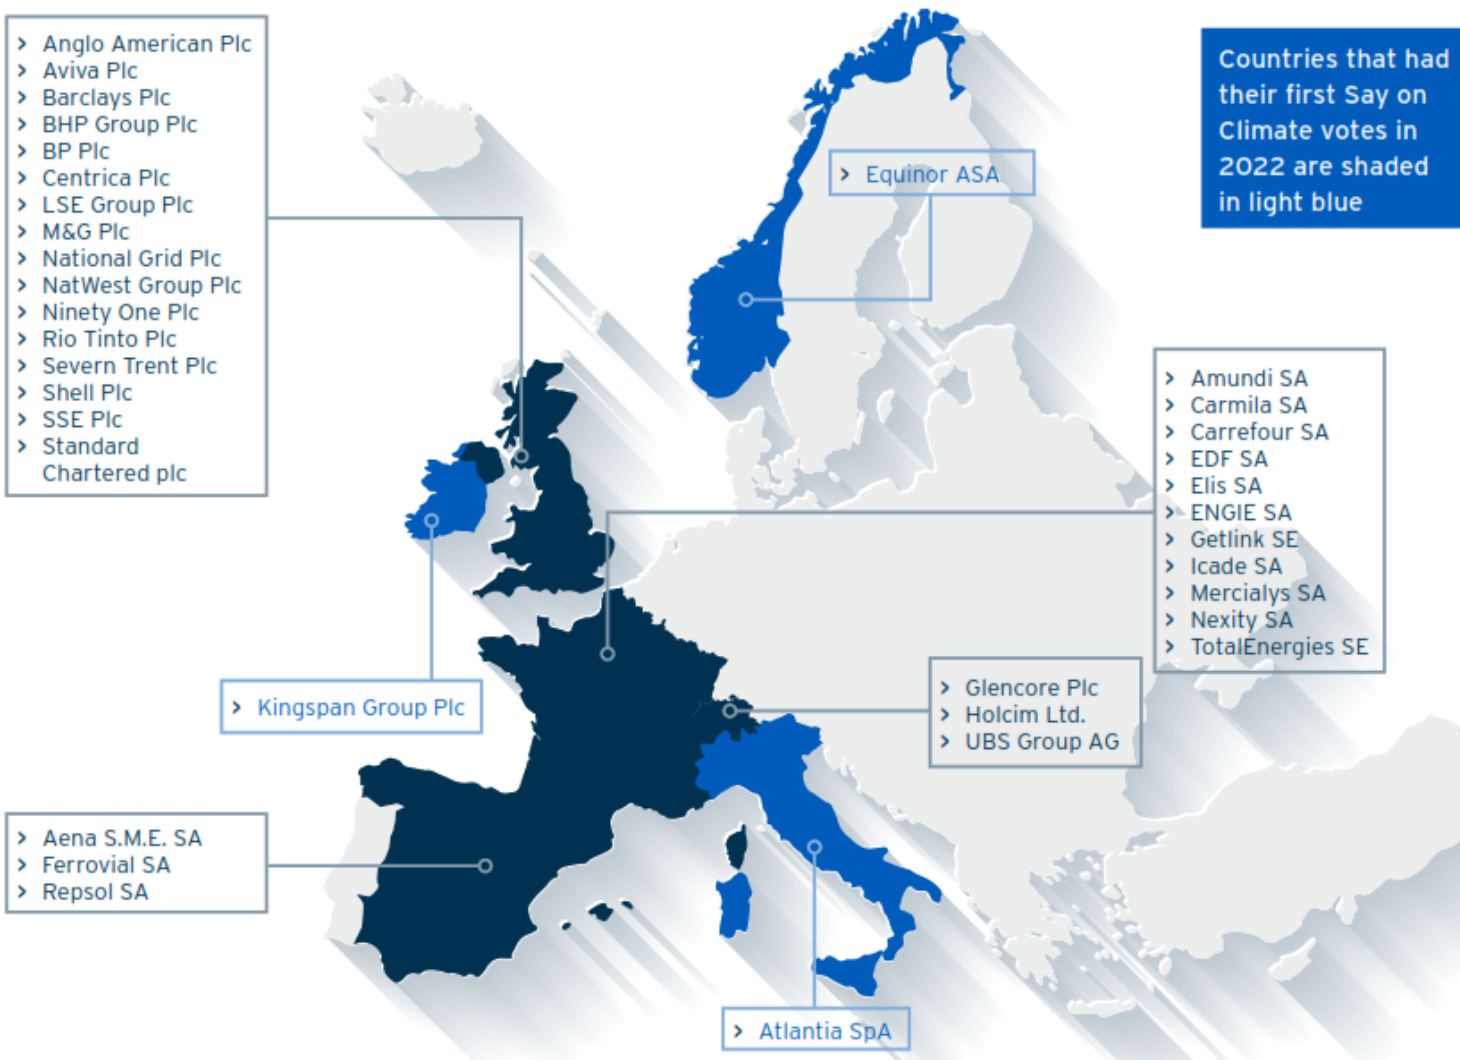 > Anglo American Plc
> Aviva Plc
> Barclays Plc
> BHP Group Plc
> BP Plc
> Centrica Plc
> LSE Group Plc
> M&G Plc
> National Grid Plc
> NatWest Group Plc
> Ninety One Plc
> Rio Tinto Plc
> Severn Trent Plc
> Shell Plc
> SSE Plc
> Standard
Chartered plc
Countries that had
their first Say on
Climate votes in
2022 are shaded
in light blue
> Equinor ASA
> Amundi SA
> Carmila SA
> Carrefour SA
> EDF SA
> Elis SA
> ENGIE SA
> Getlink SE
> Icade SA
> Mercialys SA
> Nexity SA
> TotalEnergies SE
> Kingspan Group Plc
> Glencore Plc
> Holcim Ltd.
> UBS Group AG
> Aena S.M.E. SA
> Ferrovial SA
> Repsol SA
> Atlantia SpA